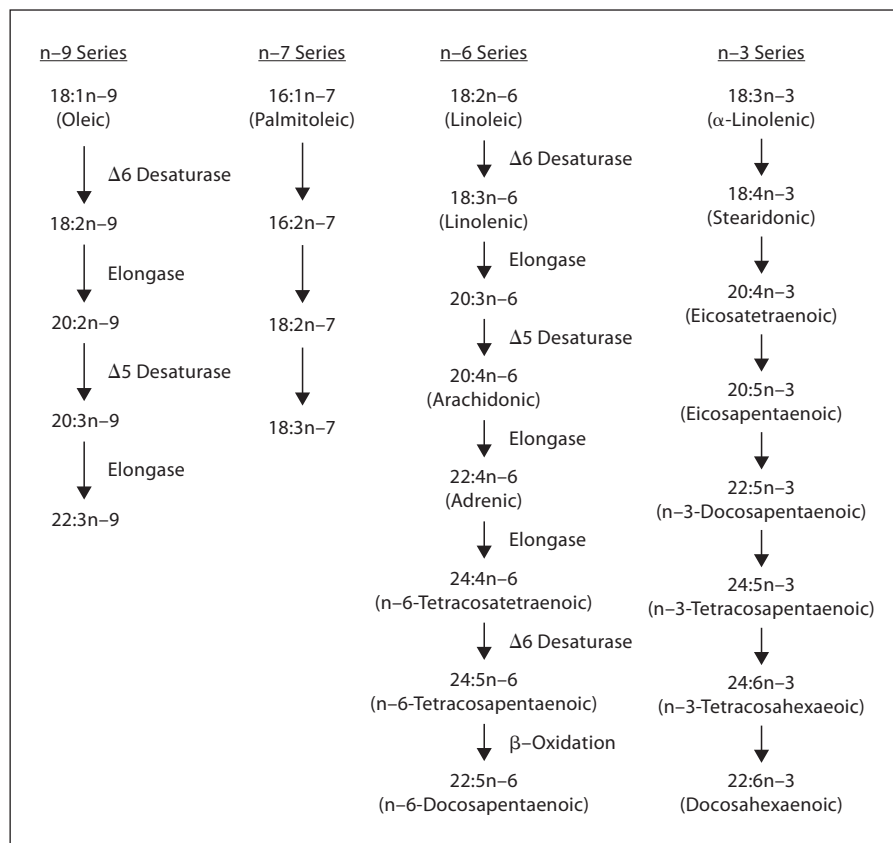 n–9 Series
18:1n–9
(Oleic)
Δ6 Desaturase
18:2n–9
Elongase
20:2n–9
Δ5 Desaturase
20:3n–9
Elongase
22:3n–9
n–7 Series
16:1n–7
(Palmitoleic)
16:2n–7
18:2n–7
18:3n–7
n–6 Series
18:2n–6
(Linoleic)
Δ6 Desaturase
18:3n–6
(Linolenic)
Elongase
20:3n–6
Δ5 Desaturase
20:4n–6
(Arachidonic)
Elongase
22:4n–6
(Adrenic)
Elongase
24:4n–6
(n–6-Tetracosatetraenoic)
Δ6 Desaturase
24:5n–6
(n–6-Tetracosapentaenoic)
β–Oxidation
22:5n–6
(n–6-Docosapentaenoic)
n–3 Series
18:3n–3
(α-Linolenic)
18:4n–3
(Stearidonic)
20:4n–3
(Eicosatetraenoic)
20:5n–3
(Eicosapentaenoic)
22:5n–3
(n–3-Docosapentaenoic)
24:5n–3
(n–3-Tetracosapentaenoic)
24:6n–3
(n–3-Tetracosahexaeoic)
22:6n–3
(Docosahexaenoic)